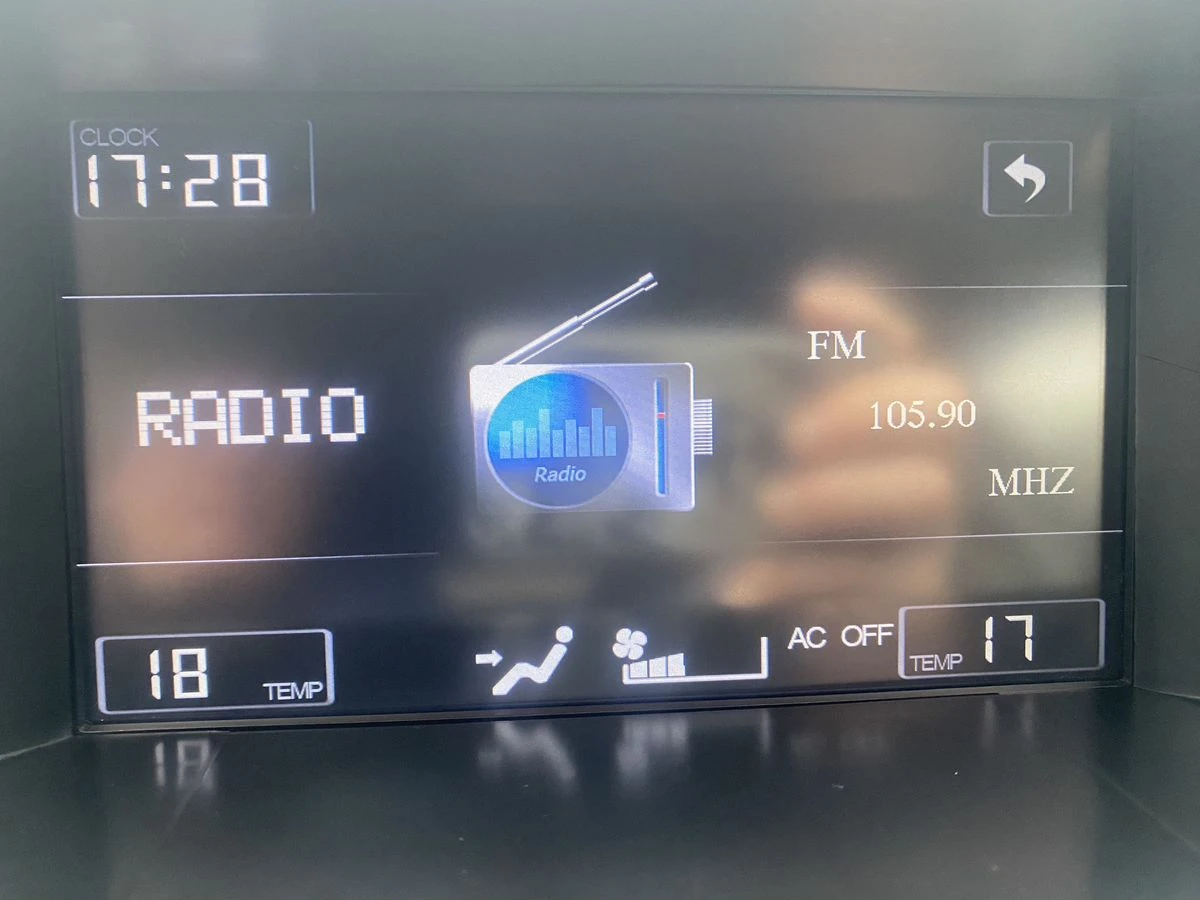 CLOCK
17:28
RADIO
Radio
FM
105.90
MHZ
18 TEMP
AC OFF
TEMP 17